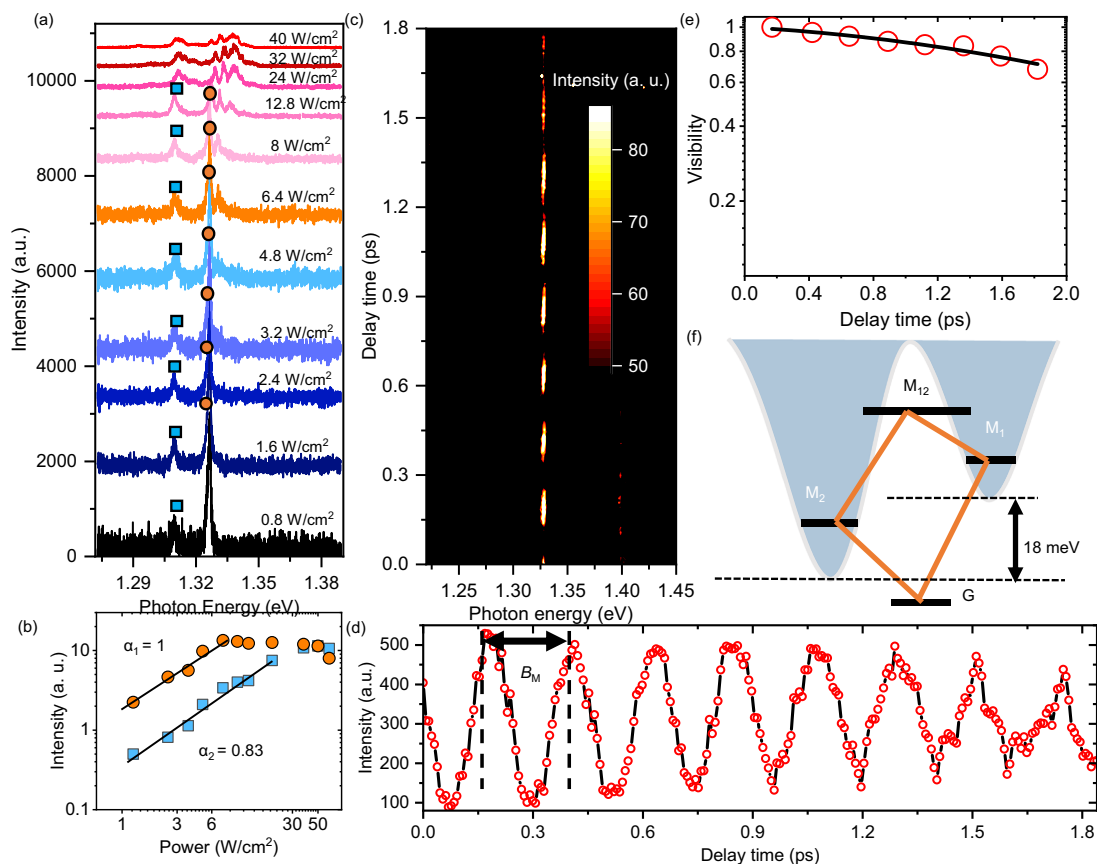 (a)
40 W/cm²
32 W/cm²
24 W/cm²
12.8 W/cm²
8 W/cm²
6.4 W/cm²
4.8 W/cm²
3.2 W/cm²
2.4 W/cm²
1.6 W/cm²
0.8 W/cm²
10000
8000
6000
4000
2000
0
Intensity (a.u.)
1.29 1.32 1.35 1.38
Photon Energy (eV)
(b)
α₁ = 1
α₂ = 0.83
10
1
0.1
Intensity (a. u.)
1 3 6 30 50
Power (W/cm²)
(c)
Intensity (a. u.)
80
70
60
50
1.8
1.5
1.2
0.9
0.6
0.3
0.0
Delay time (ps)
1.25 1.30 1.35 1.40 1.45
Photon energy (eV)
(d)
B_M
500
400
300
200
100
Intensity (a.u.)
0.0 0.3 0.6 0.9 1.2 1.5 1.8
Delay time (ps)
(e)
1
0.8
0.6
0.4
0.2
Visibility
0.0 0.4 0.8 1.2 1.6 2.0
Delay time (ps)
(f)
M₁₂
M₁
M₂
18 meV
G